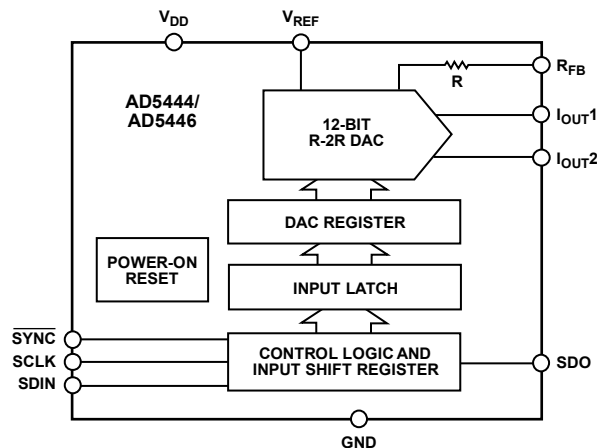 VDD
VREF
RFB
R
AD5444/
AD5446
12-BIT
R-2R DAC
IOUT1
IOUT2
DAC REGISTER
POWER-ON
RESET
INPUT LATCH
SYNC
SCLK
SDIN
CONTROL LOGIC AND
INPUT SHIFT REGISTER
SDO
GND